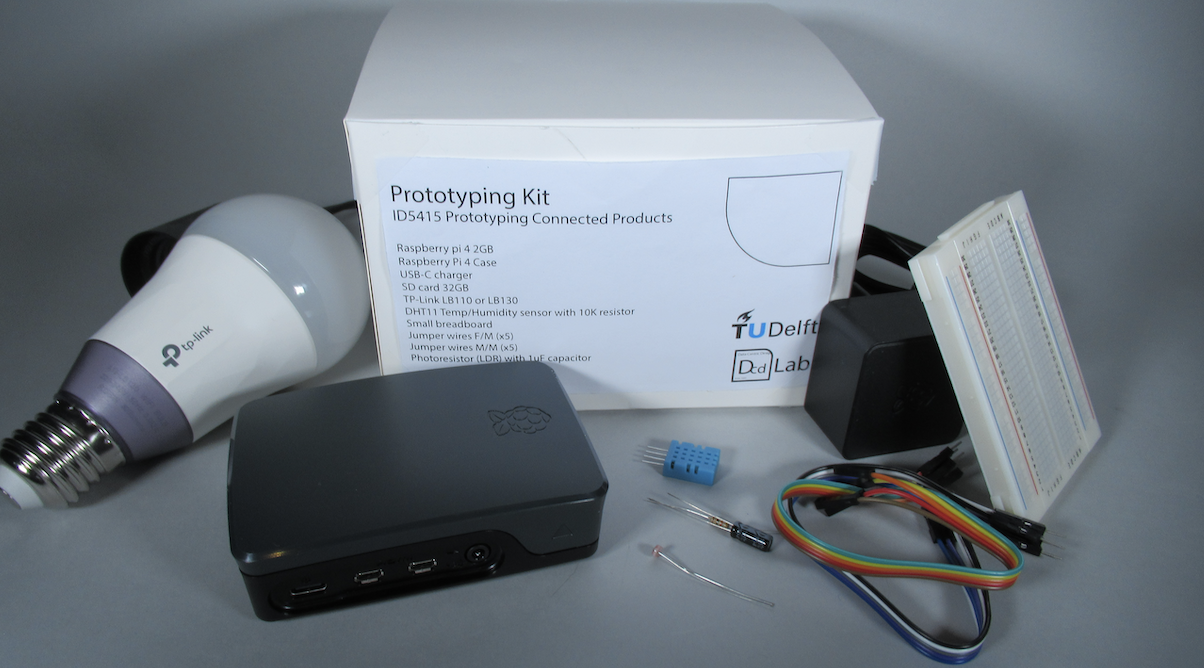 Prototyping Kit
ID5415 Prototyping Connected Products
Raspberry pi 4 2GB
Raspberry Pi 4 Case
USB-C charger
SD card 32GB
TP-Link LB110 or LB130
DHT11 Temp/Humidity sensor with 10K resistor
Small breadboard
Jumper wires F/M (x5)
Jumper wires M/M (x5)
Photoresistor (LDR) with 1uF capacitor
TUDelft
Dcd Lab
tp-link